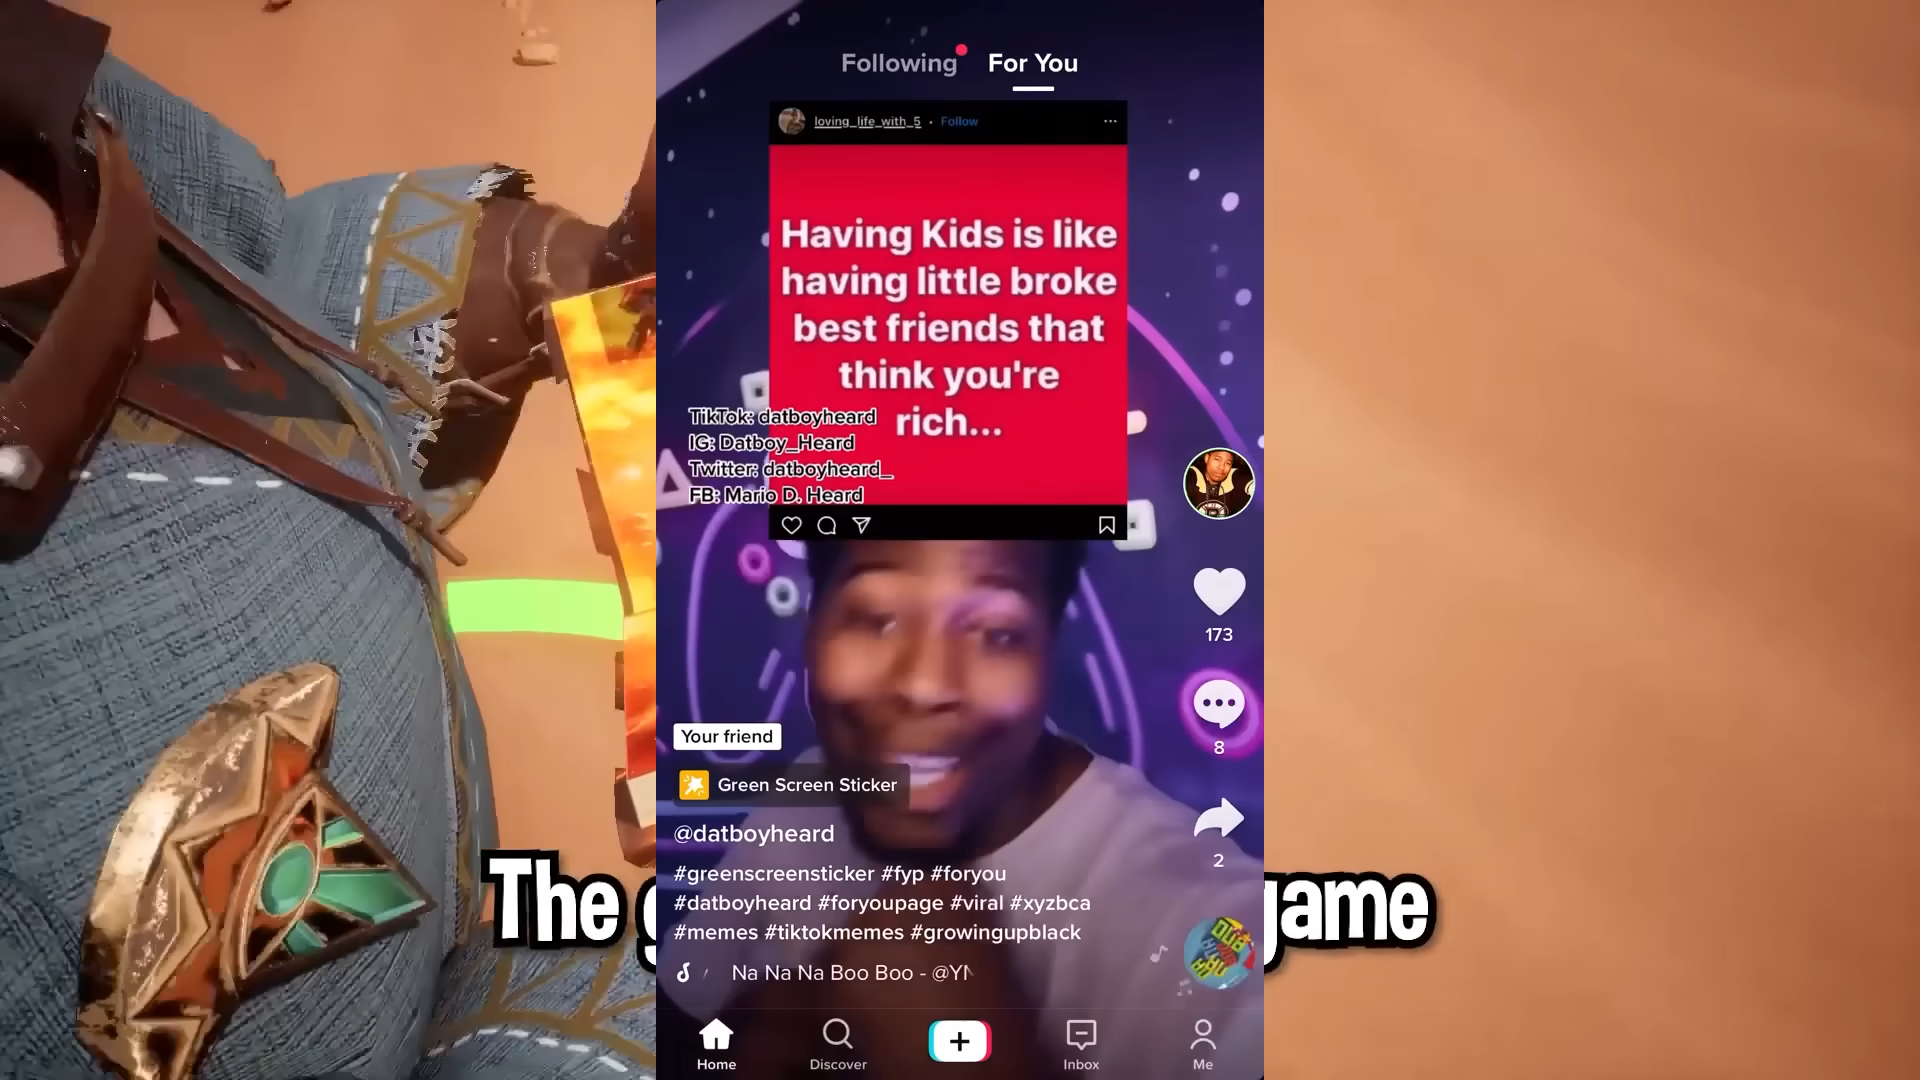 Following For You
loving_life_with_5 · Follow
Having Kids is like
having little broke
best friends that
think you're
rich...
TikTok: datboyheard
IG: Datboy_Heard
Twitter: datboyheard_
FB: Mario D. Heard
173
Your friend
8
Green Screen Sticker
@datboyheard
2
#greenscreensticker #fyp #foryou
#datboyheard #foryoupage #viral #xyzbca
#memes #tiktokmemes #growingupblack
The g game
Na Na Na Boo Boo - @YN
Home
Discover
Inbox
Me